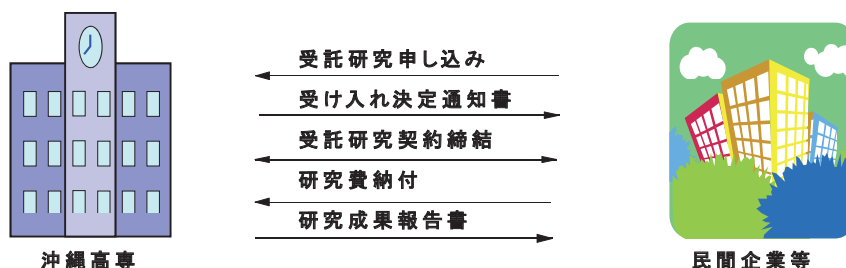 受託研究申し込み
受け入れ決定通知書
受託研究契約締結
研究費納付
研究成果報告書
沖縄高専
民間企業等